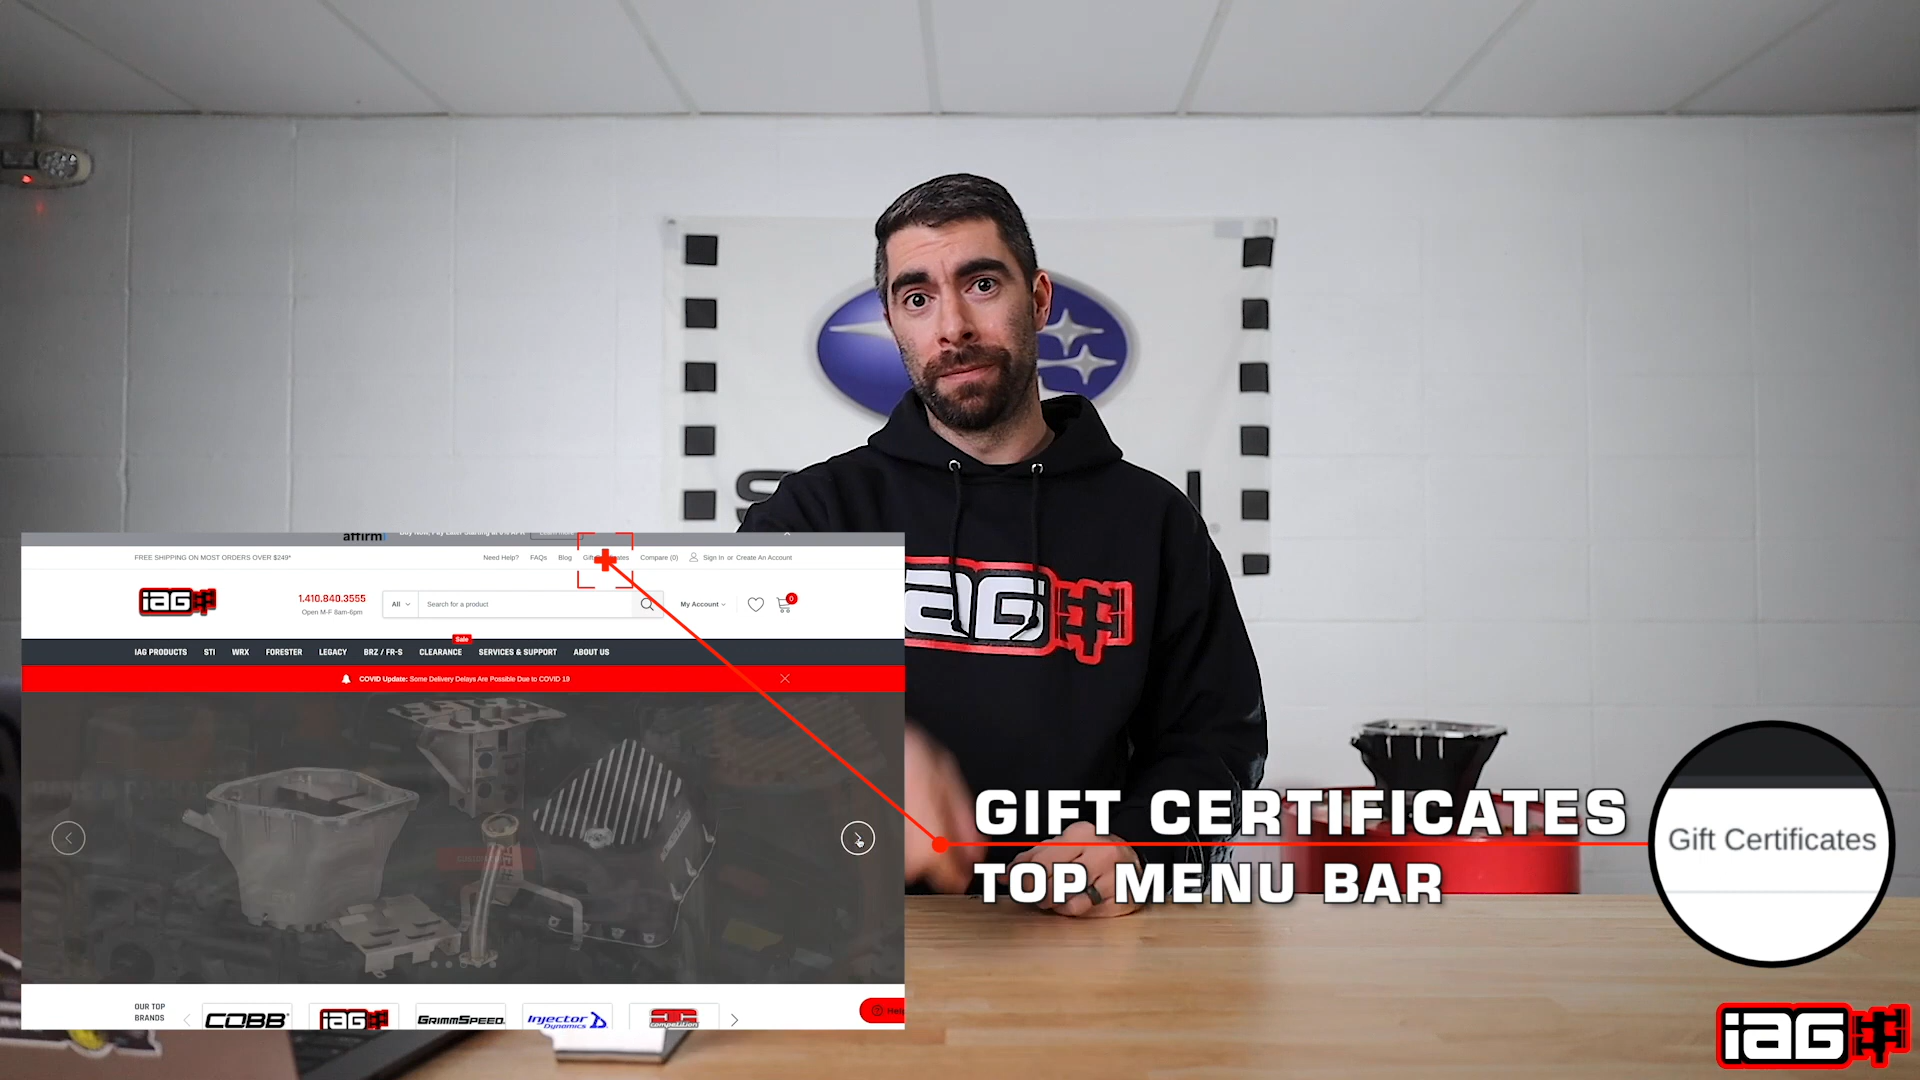 affirm
FREE SHIPPING ON MOST ORDERS OVER $249*
Need Help? FAQs Blog Compare (0) Sign In or Create An Account
iAG
1.410.840.3555
Open M-F 8am-6pm
All
Search for a product
My Account
0
Sale
IAG PRODUCTS STI WRX FORESTER LEGACY BRZ / FR-S CLEARANCE SERVICES & SUPPORT ABOUT US
COVID Update: Some Delivery Delays Are Possible Due to COVID 19
OUR TOP
BRANDS
COBB
iAG
GRIMMSPEED
Injector
Dynamics
competition
iAG
GIFT CERTIFICATES
TOP MENU BAR
Gift Certificates
iAG